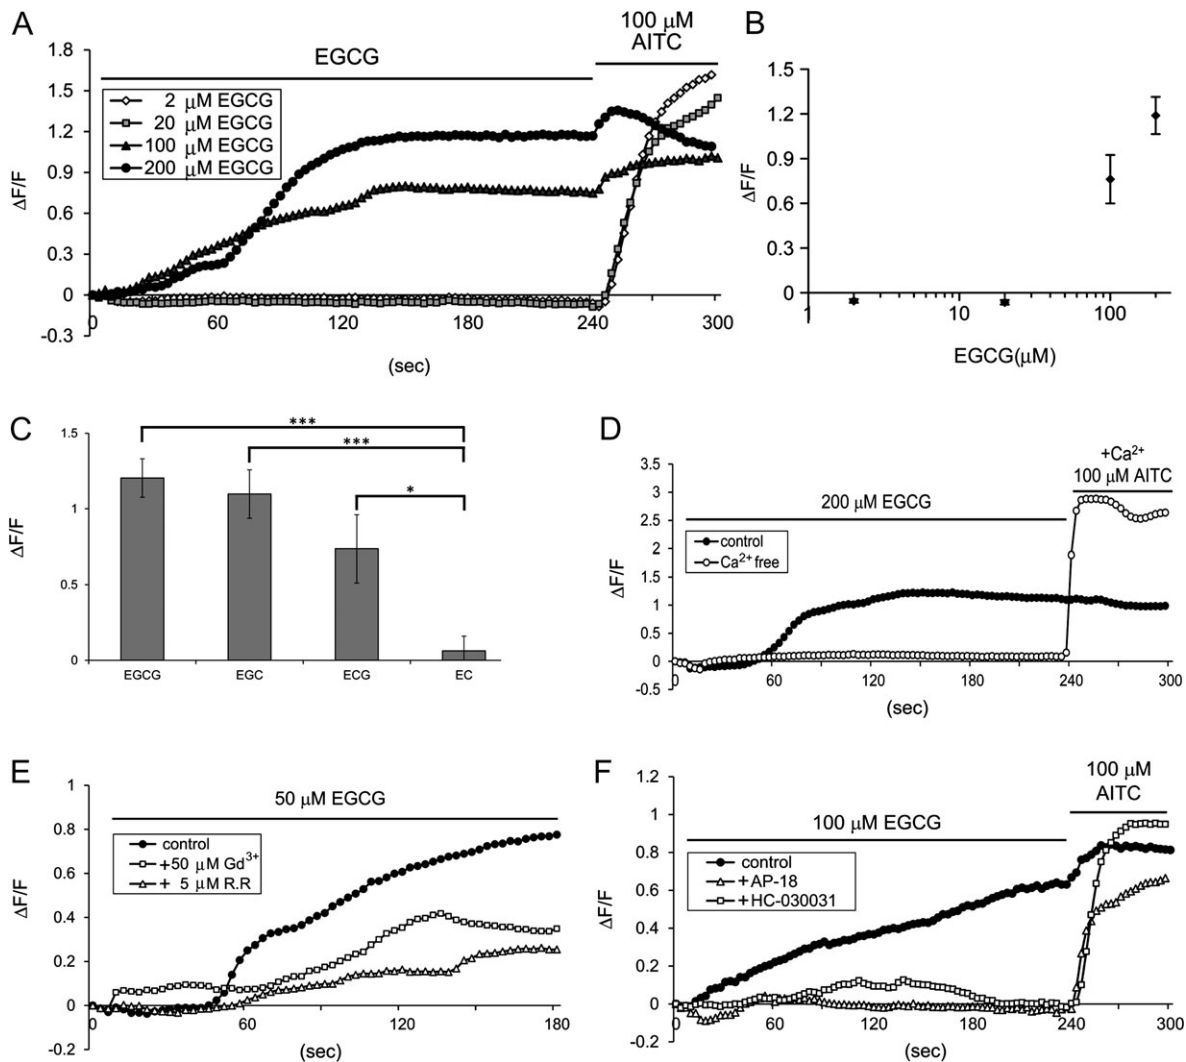 A
EGCG
100 μM
AITC
ΔF/F
1.8
1.5
1.2
0.9
0.6
0.3
0
-0.3
2 μM EGCG
20 μM EGCG
100 μM EGCG
200 μM EGCG
0 60 120 180 240 300
(sec)
B
ΔF/F
1.5
1.2
0.9
0.6
0.3
0
1 10 100
EGCG(μM)
C
ΔF/F
1.5
1
0.5
0
***
***
*
EGCG EGC ECG EC
D
+Ca2+
100 μM AITC
200 μM EGCG
ΔF/F
3.5
3
2.5
2
1.5
1
0.5
0
-0.5
control
Ca2+ free
0 60 120 180 240 300
(sec)
E
50 μM EGCG
ΔF/F
1
0.8
0.6
0.4
0.2
0
-0.2
control
+50 μM Gd3+
+ 5 μM R.R
0 60 120 180
(sec)
F
100 μM
AITC
100 μM EGCG
ΔF/F
1.2
1
0.8
0.6
0.4
0.2
0
-0.2
control
+AP-18
+HC-030031
0 60 120 180 240 300
(sec)